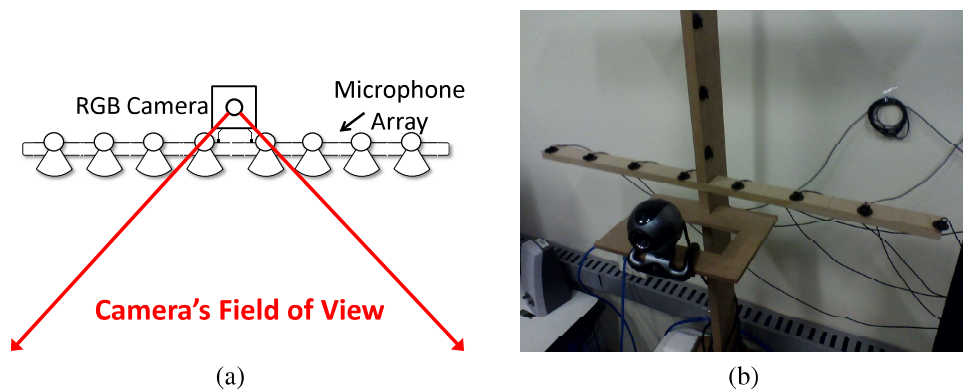 RGB Camera
Microphone
Array
Camera's Field of View
(a)
(b)